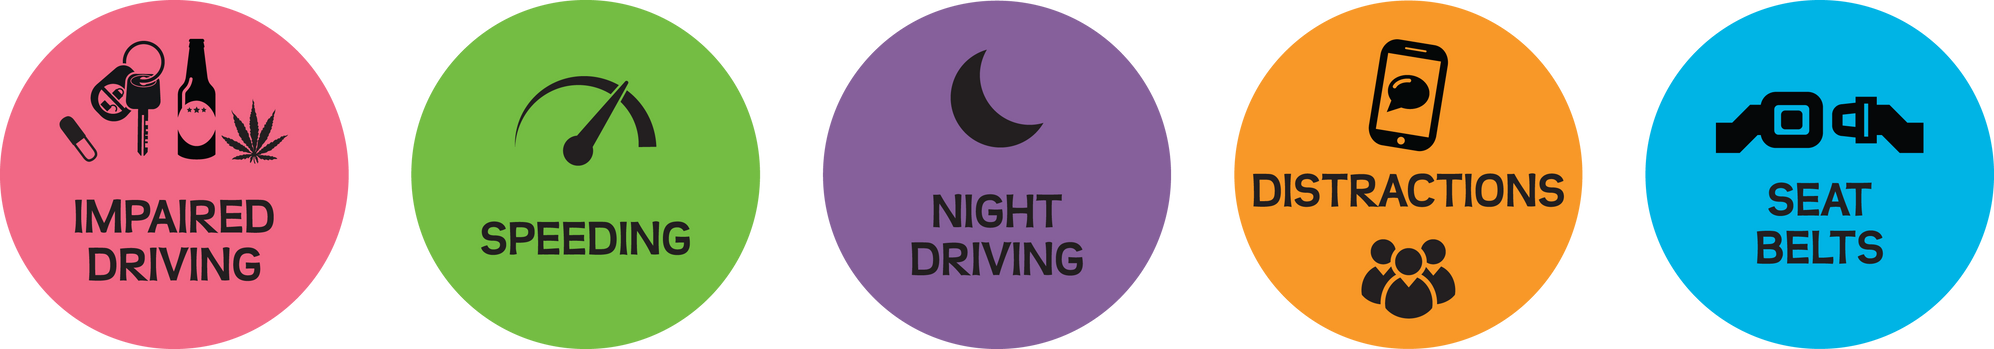 IMPAIRED
DRIVING
SPEEDING
NIGHT
DRIVING
DISTRACTIONS
SEAT
BELTS